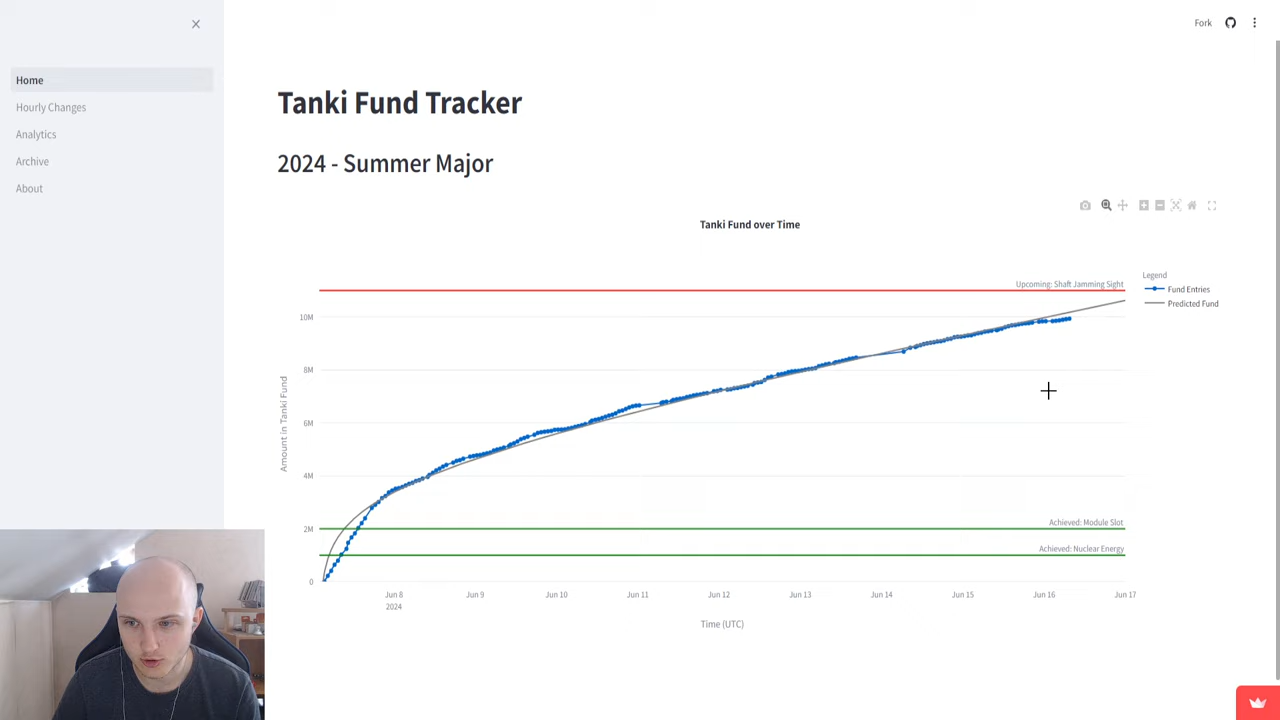 Fork
Home
Hourly Changes
Analytics
Archive
About
Tanki Fund Tracker
2024 - Summer Major
Tanki Fund over Time
Upcoming: Shaft Jamming Sight
Legend
Fund Entries
Predicted Fund
10M
8M
6M
4M
2M
0
Amount in Tanki Fund
Achieved: Module Slot
Achieved: Nuclear Energy
Jun 8
2024
Jun 9
Jun 10
Jun 11
Jun 12
Jun 13
Jun 14
Jun 15
Jun 16
Jun 17
Time (UTC)